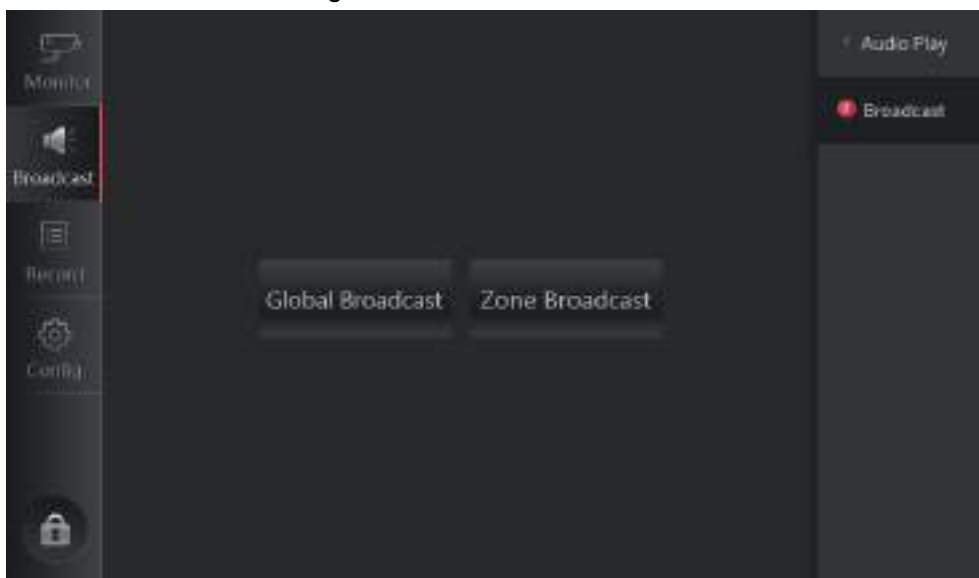 Monitor
Broadcast
Record
Config
Global Broadcast
Zone Broadcast
Audio Play
Broadcast